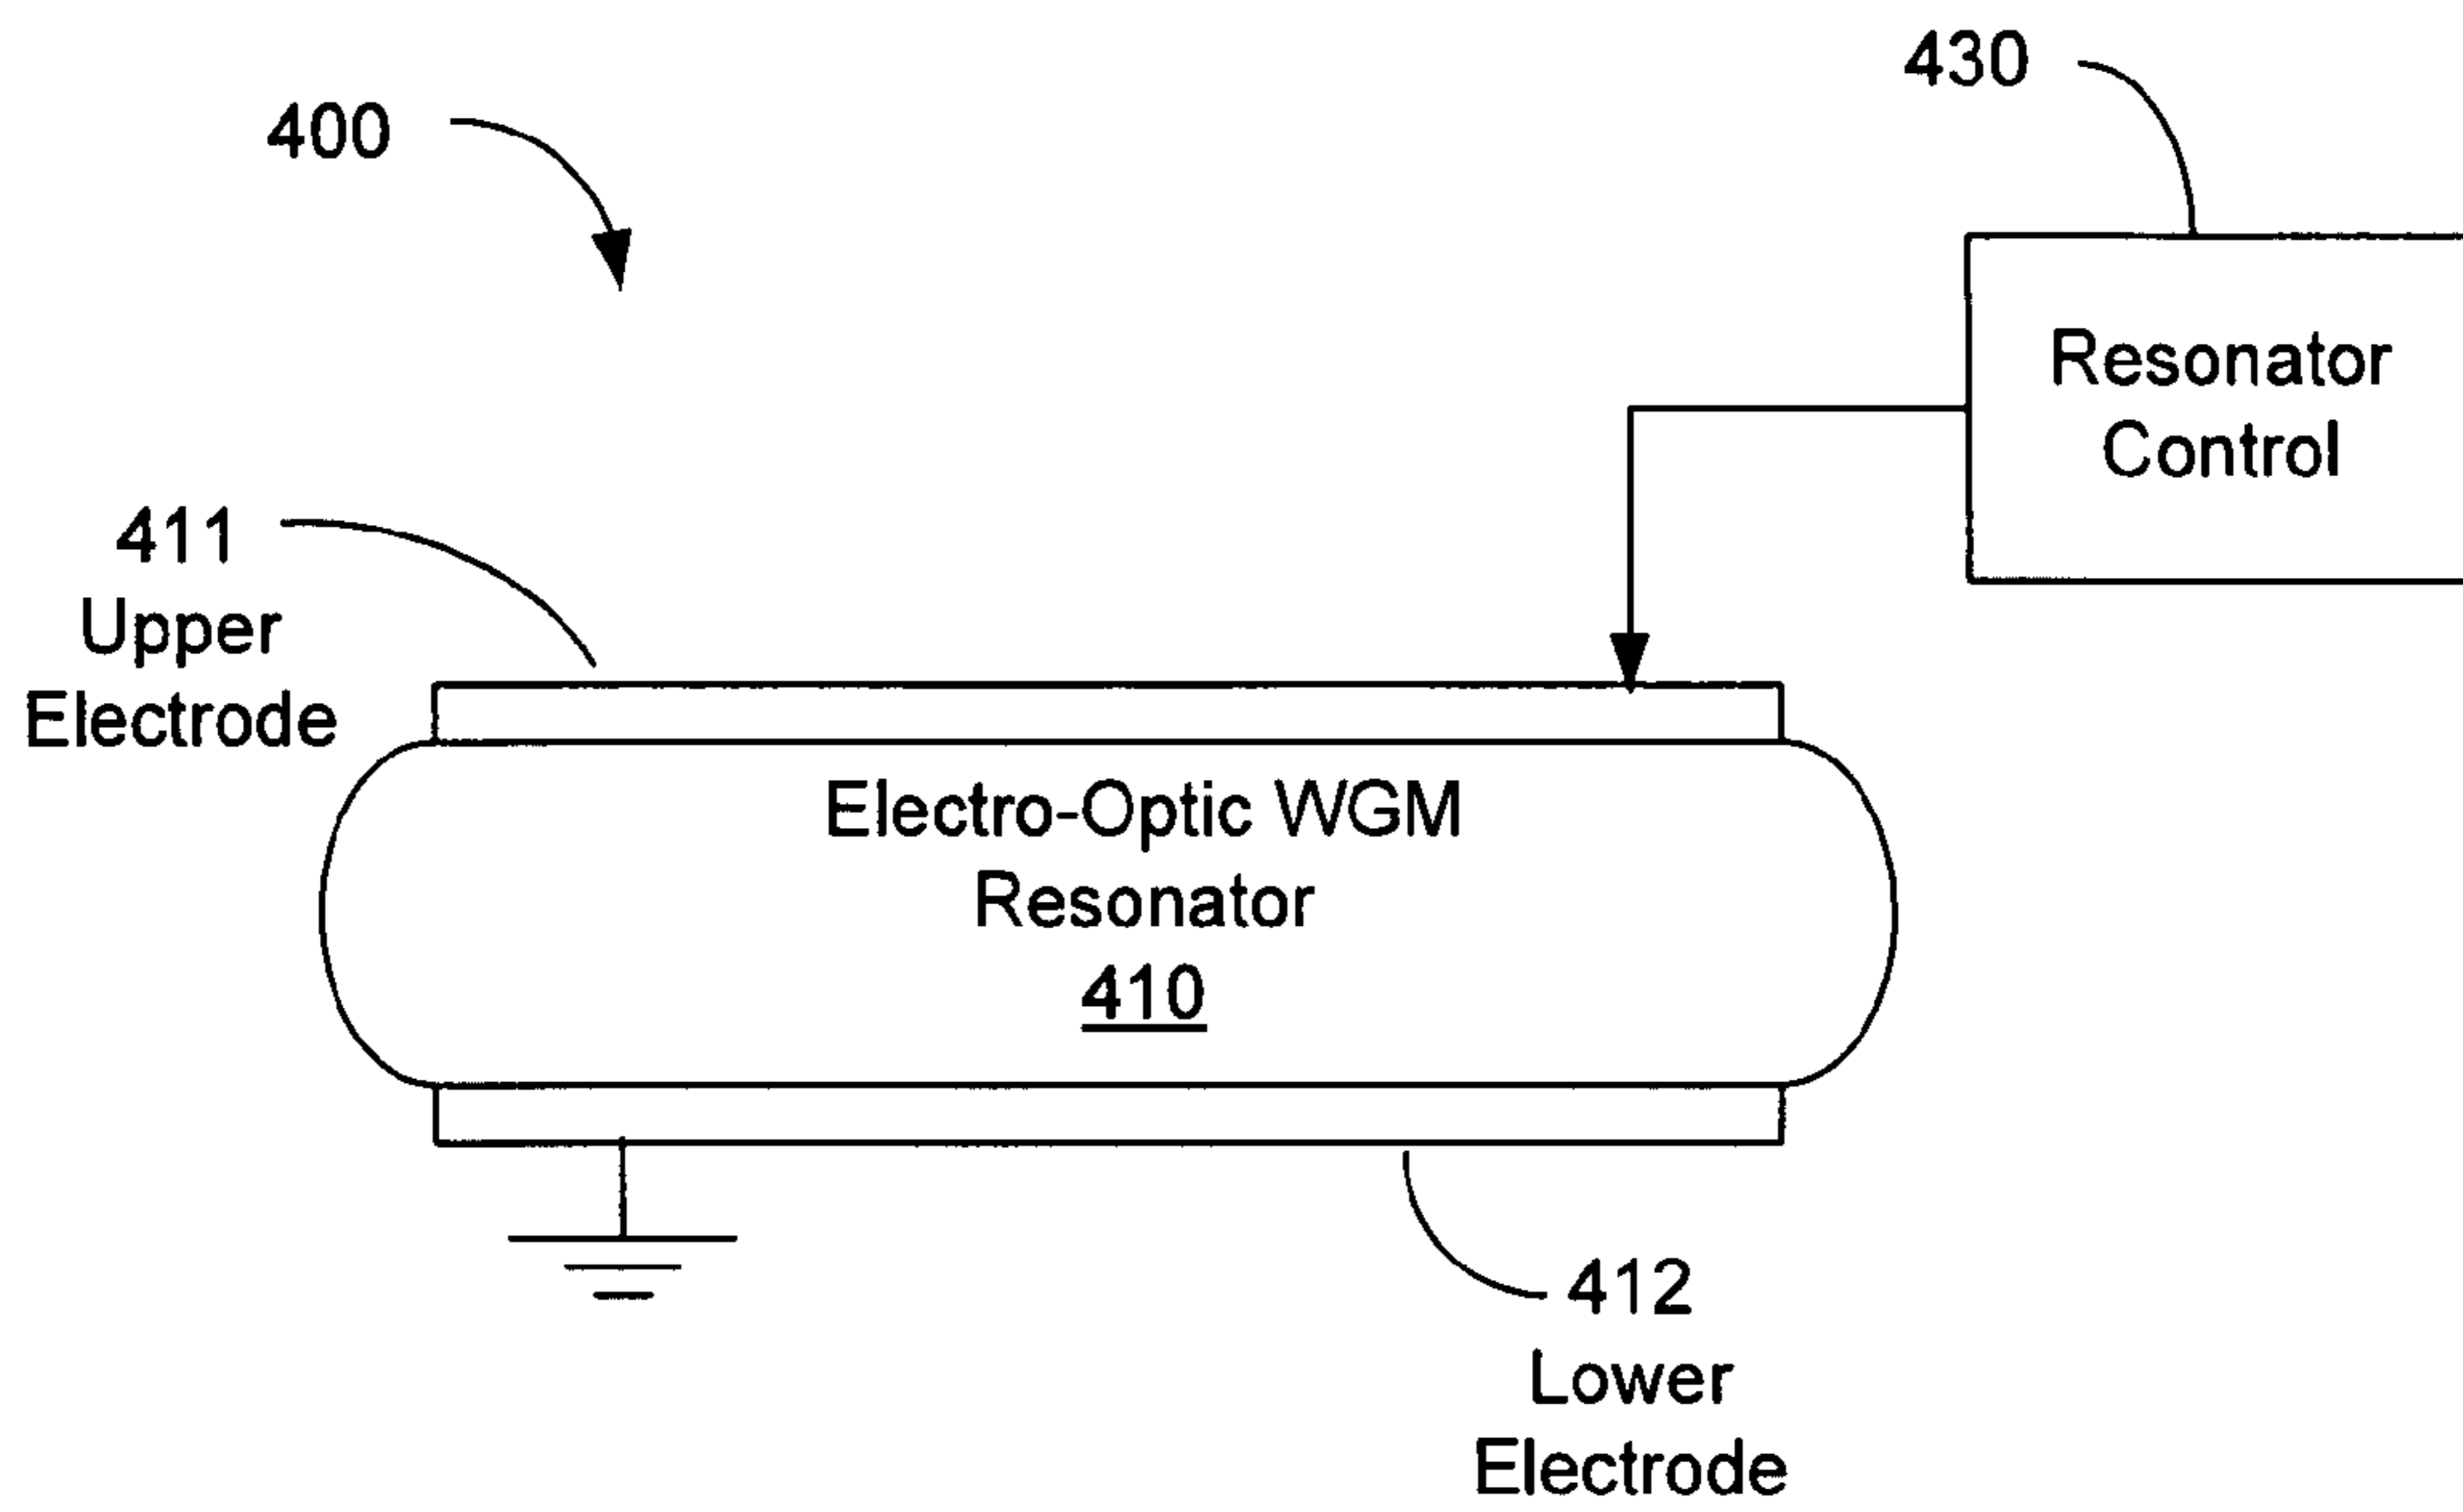 430
400
Resonator
Control
411
Upper
Electrode
Electro-Optic WGM
Resonator
410
412
Lower
Electrode